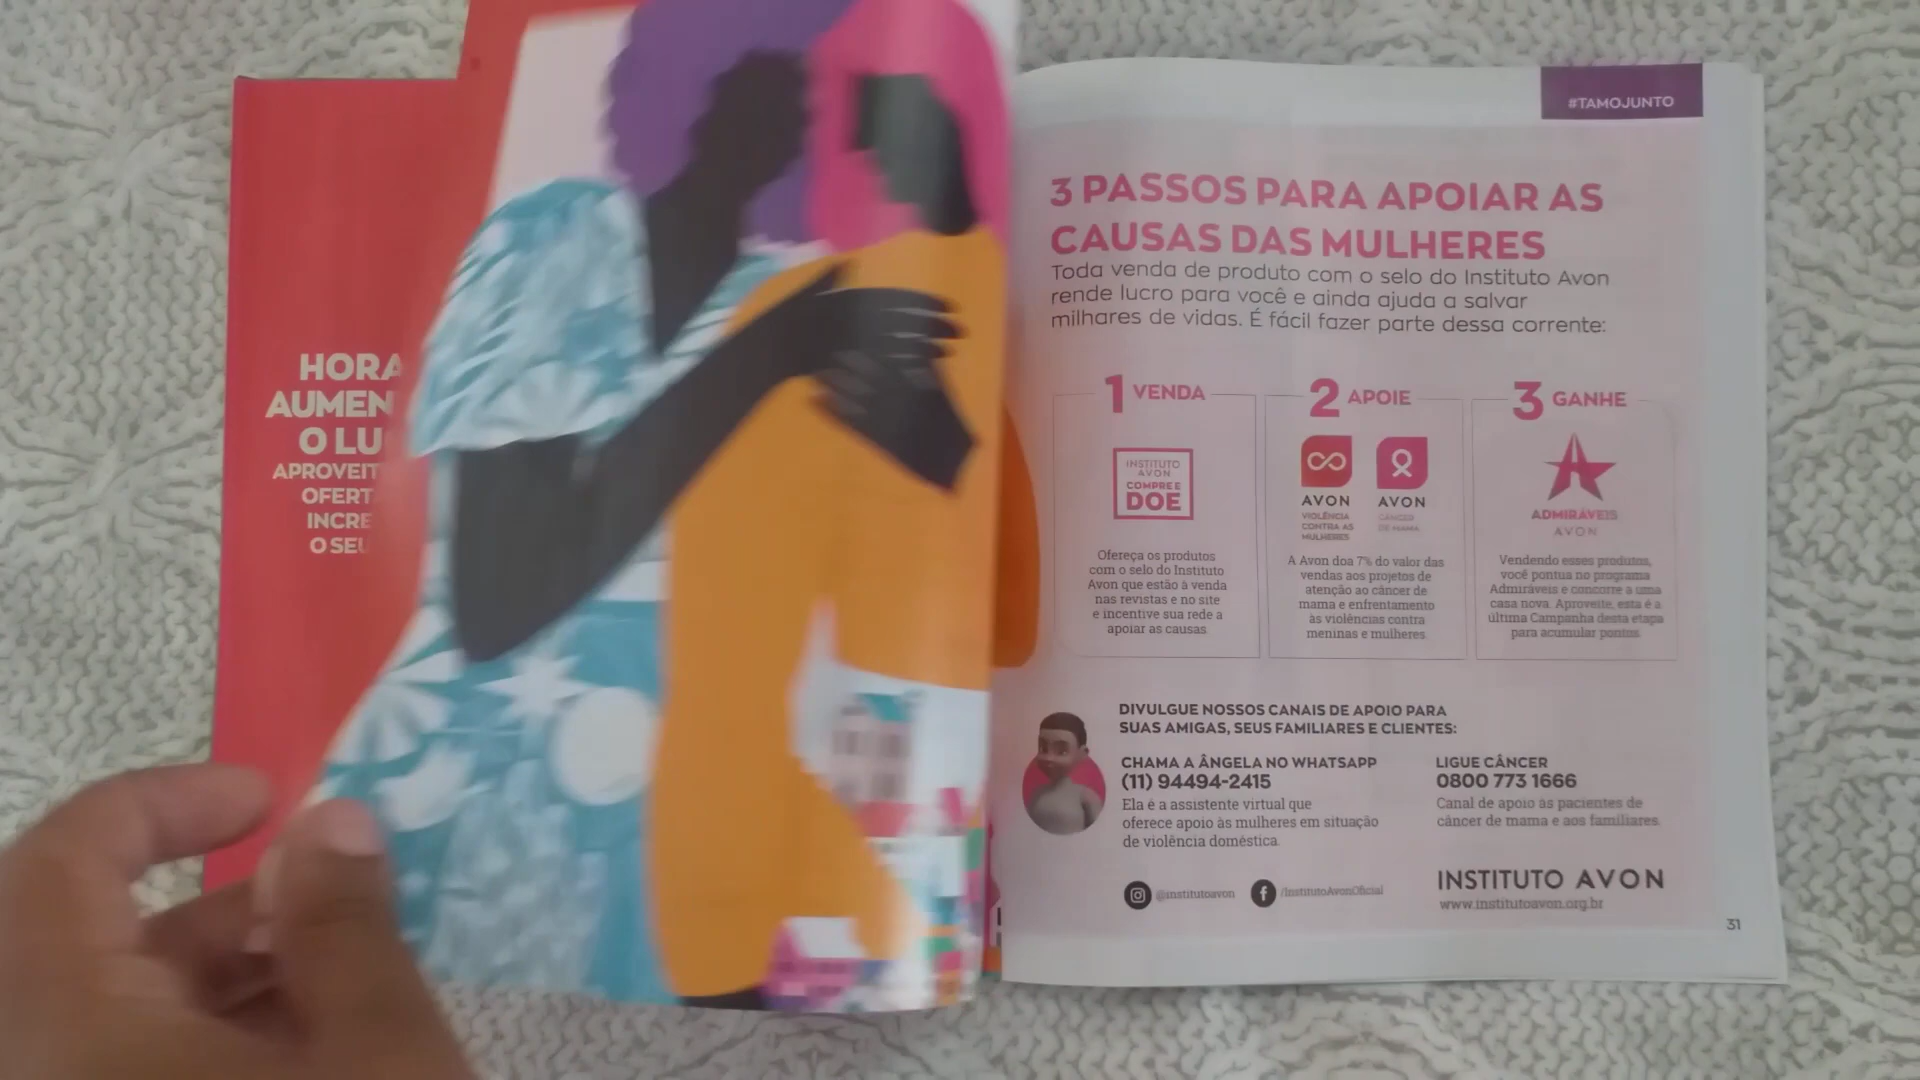 HORA
AUMEN
O LU
APROVEIT
OFERT
INCRE
O SEU
#TAMOJUNTO
3 PASSOS PARA APOIAR AS
CAUSAS DAS MULHERES
Toda venda de produto com o selo do Instituto Avon
rende lucro para você e ainda ajuda a salvar
milhares de vidas. É fácil fazer parte dessa corrente:
1 VENDA
INSTITUTO
AVON
COMPRE E
DOE
Ofereça os produtos
com o selo do Instituto
Avon que estão à venda
nas revistas e no site
e incentive sua rede a
apoiar as causas.
2 APOIE
AVON
VIOLÊNCIA
CONTRA AS
MULHERES
AVON
CÂNCER
DE MAMA
A Avon doa 7% do valor das
vendas aos projetos de
atenção ao câncer de
mama e enfrentamento
às violências contra
meninas e mulheres.
3 GANHE
ADMIRÁVEIS
AVON
Vendendo esses produtos,
você pontua no programa
Admiráveis e concorre a uma
casa nova. Aproveite, esta é a
última Campanha desta etapa
para acumular pontos.
DIVULGUE NOSSOS CANAIS DE APOIO PARA
SUAS AMIGAS, SEUS FAMILIARES E CLIENTES:
CHAMA A ÂNGELA NO WHATSAPP
(11) 94494-2415
Ela é a assistente virtual que
oferece apoio às mulheres em situação
de violência doméstica.
LIGUE CÂNCER
0800 773 1666
Canal de apoio às pacientes de
câncer de mama e aos familiares.
@institutoavon
/InstitutoAvonOficial
INSTITUTO AVON
www.institutoavon.org.br
31